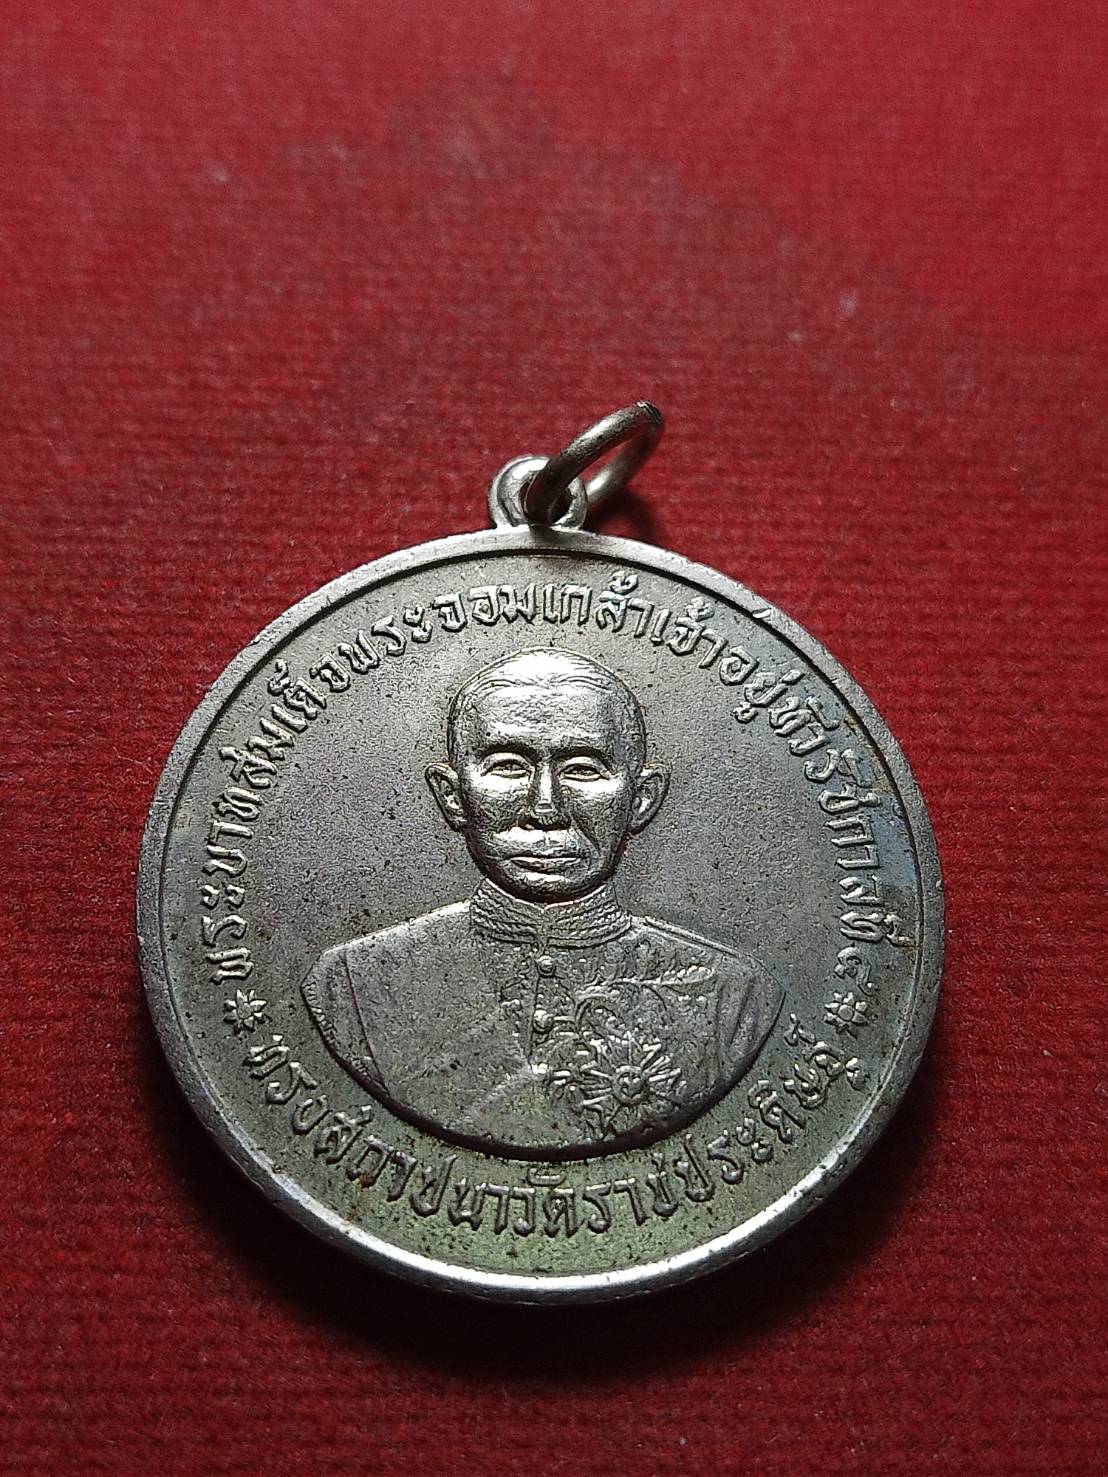 พระบาทสมเด็จพระจอมเกล้าเจ้าอยู่หัวรัชกาลที่ ๔
ทรงสถาปนาวัดราชประดิษฐ์